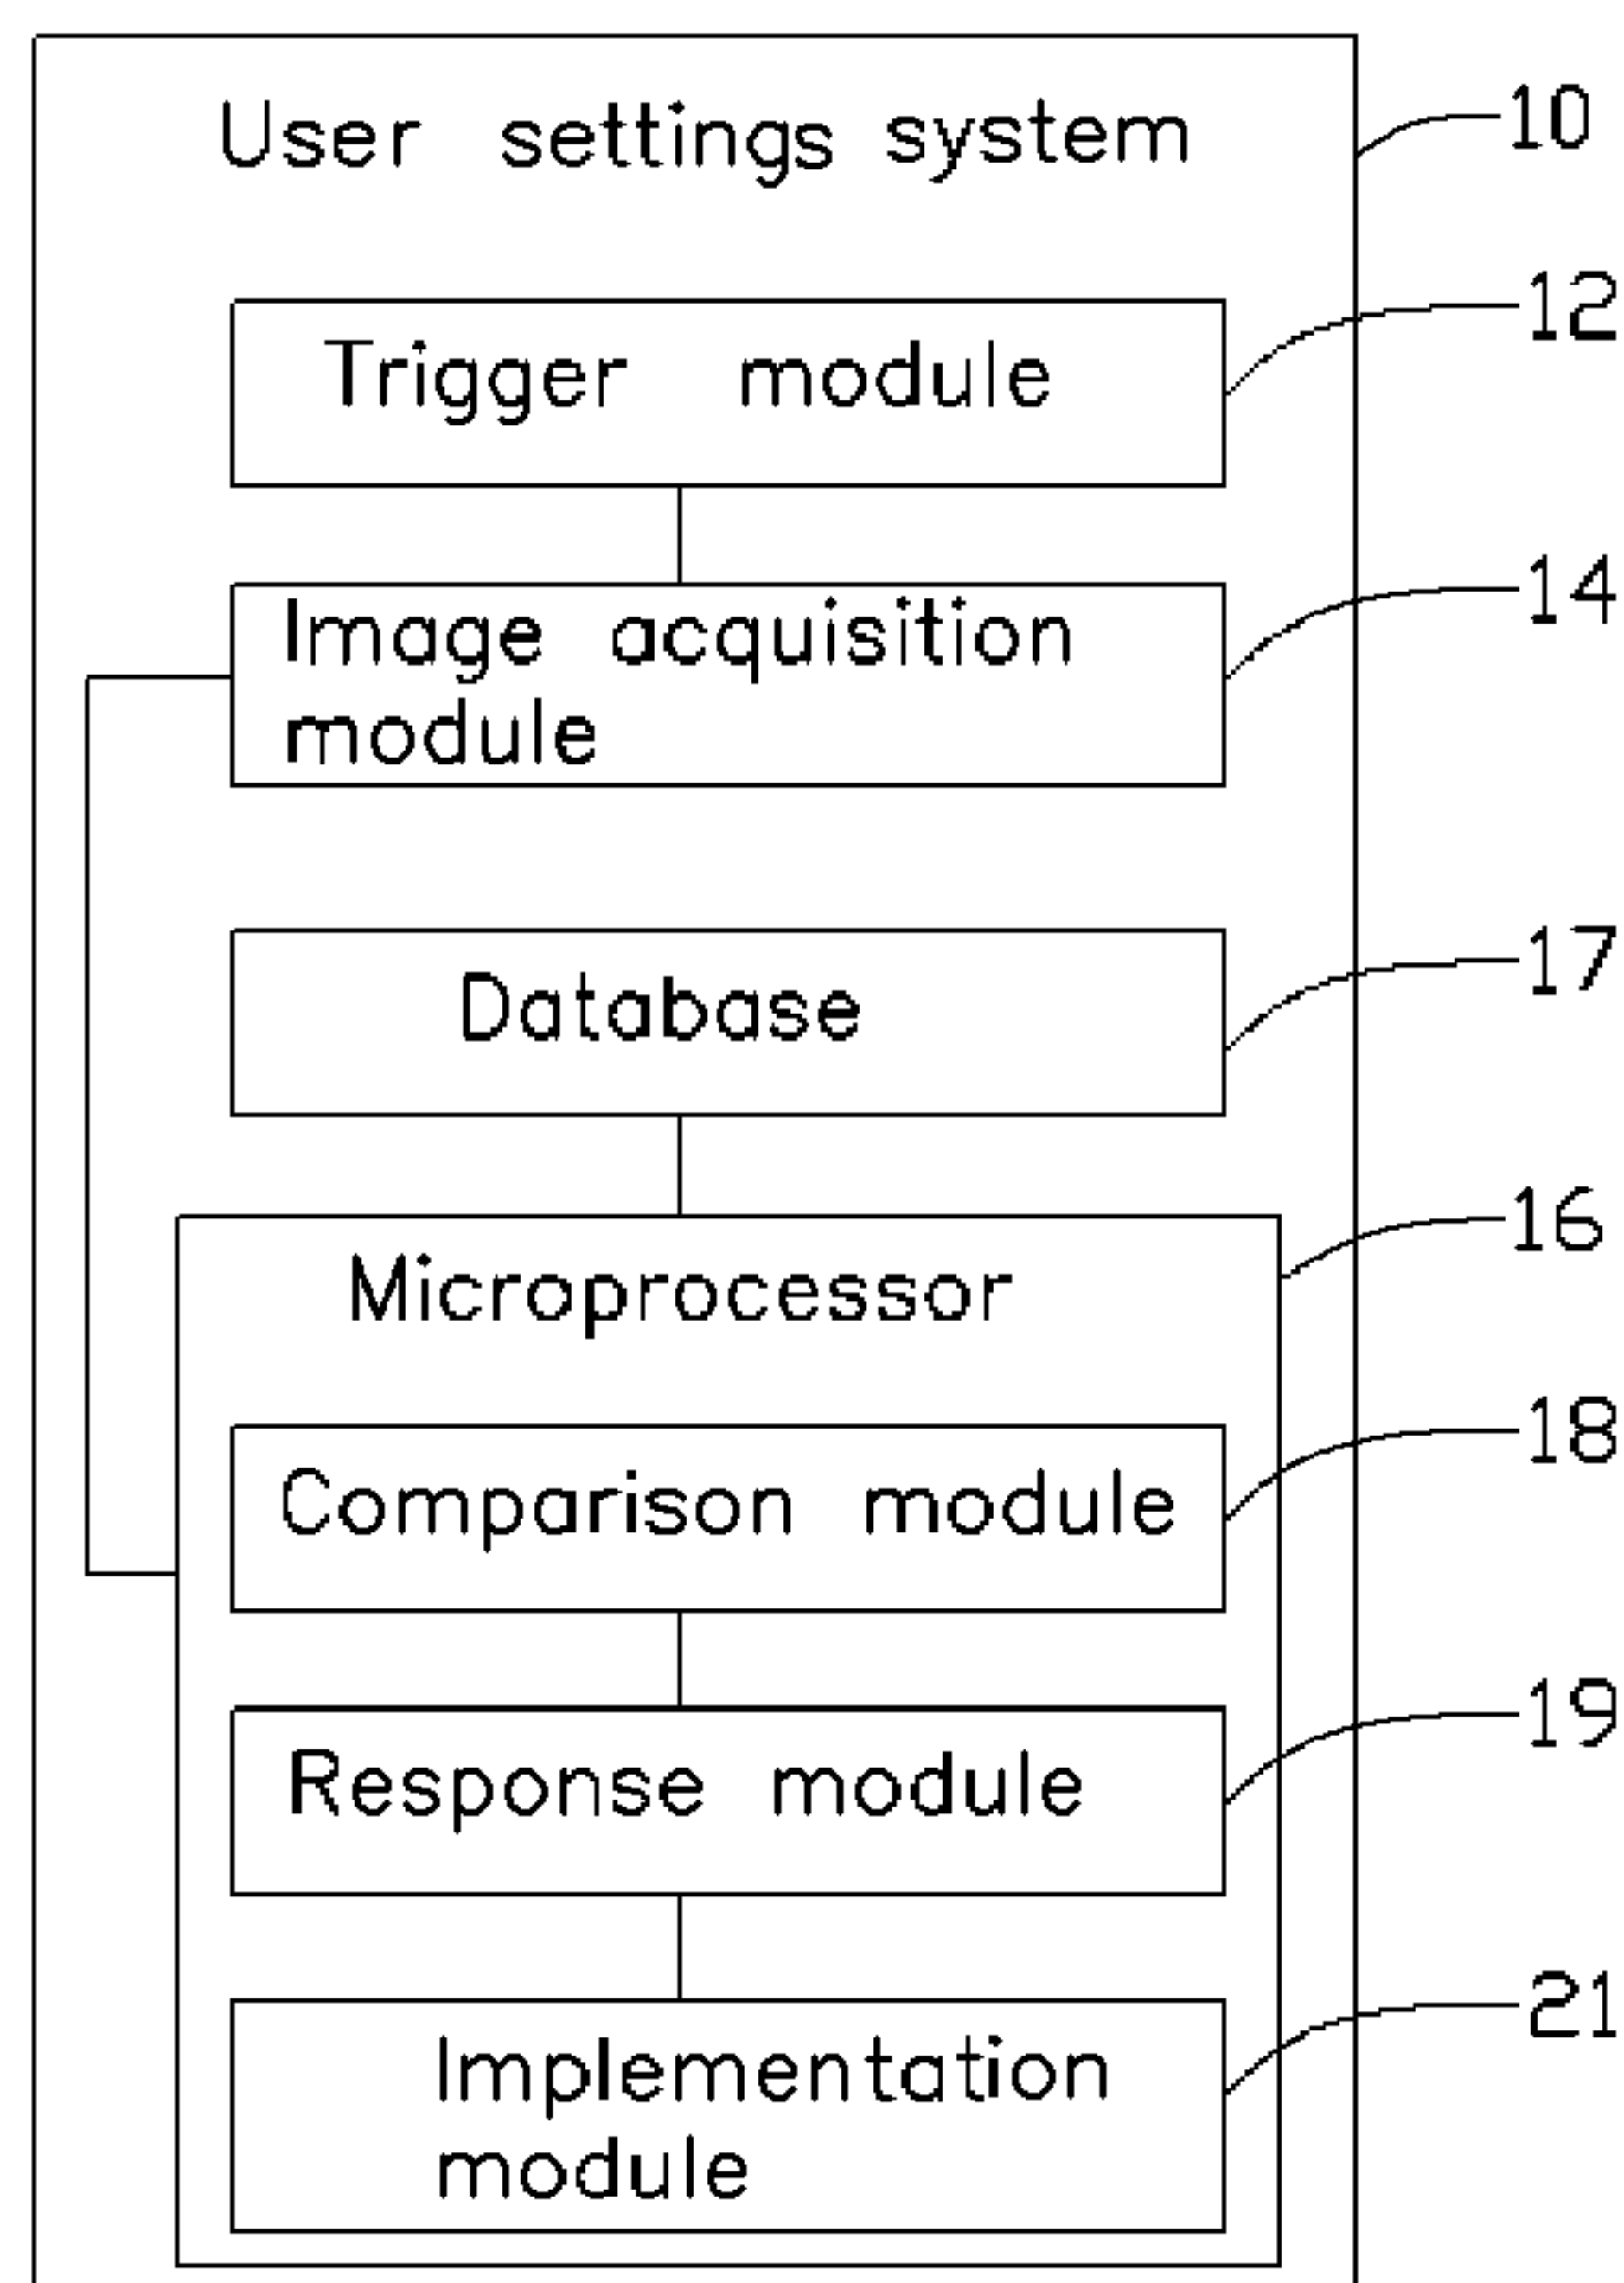 User settings system
10
12
Trigger module
14
Image acquisition
module
17
Database
16
Microprocessor
18
Comparison module
19
Response module
21
Implementation
module